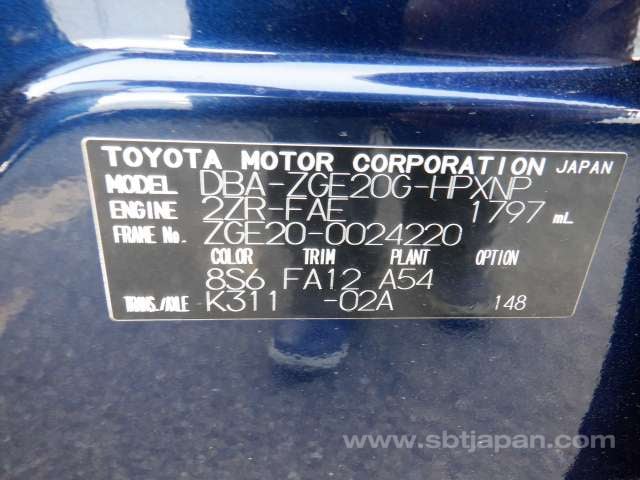 TOYOTA MOTOR CORPORATION JAPAN
MODEL DBA-ZGE20G-HPXNP
ENGINE 2ZR-FAE 1797 mL
FRAME No. ZGE20-0024220
COLOR TRIM PLANT OPTION
8S6 FA12 A54
TRANS./AXLE K311 -02A 148
www.sbtjapan.com